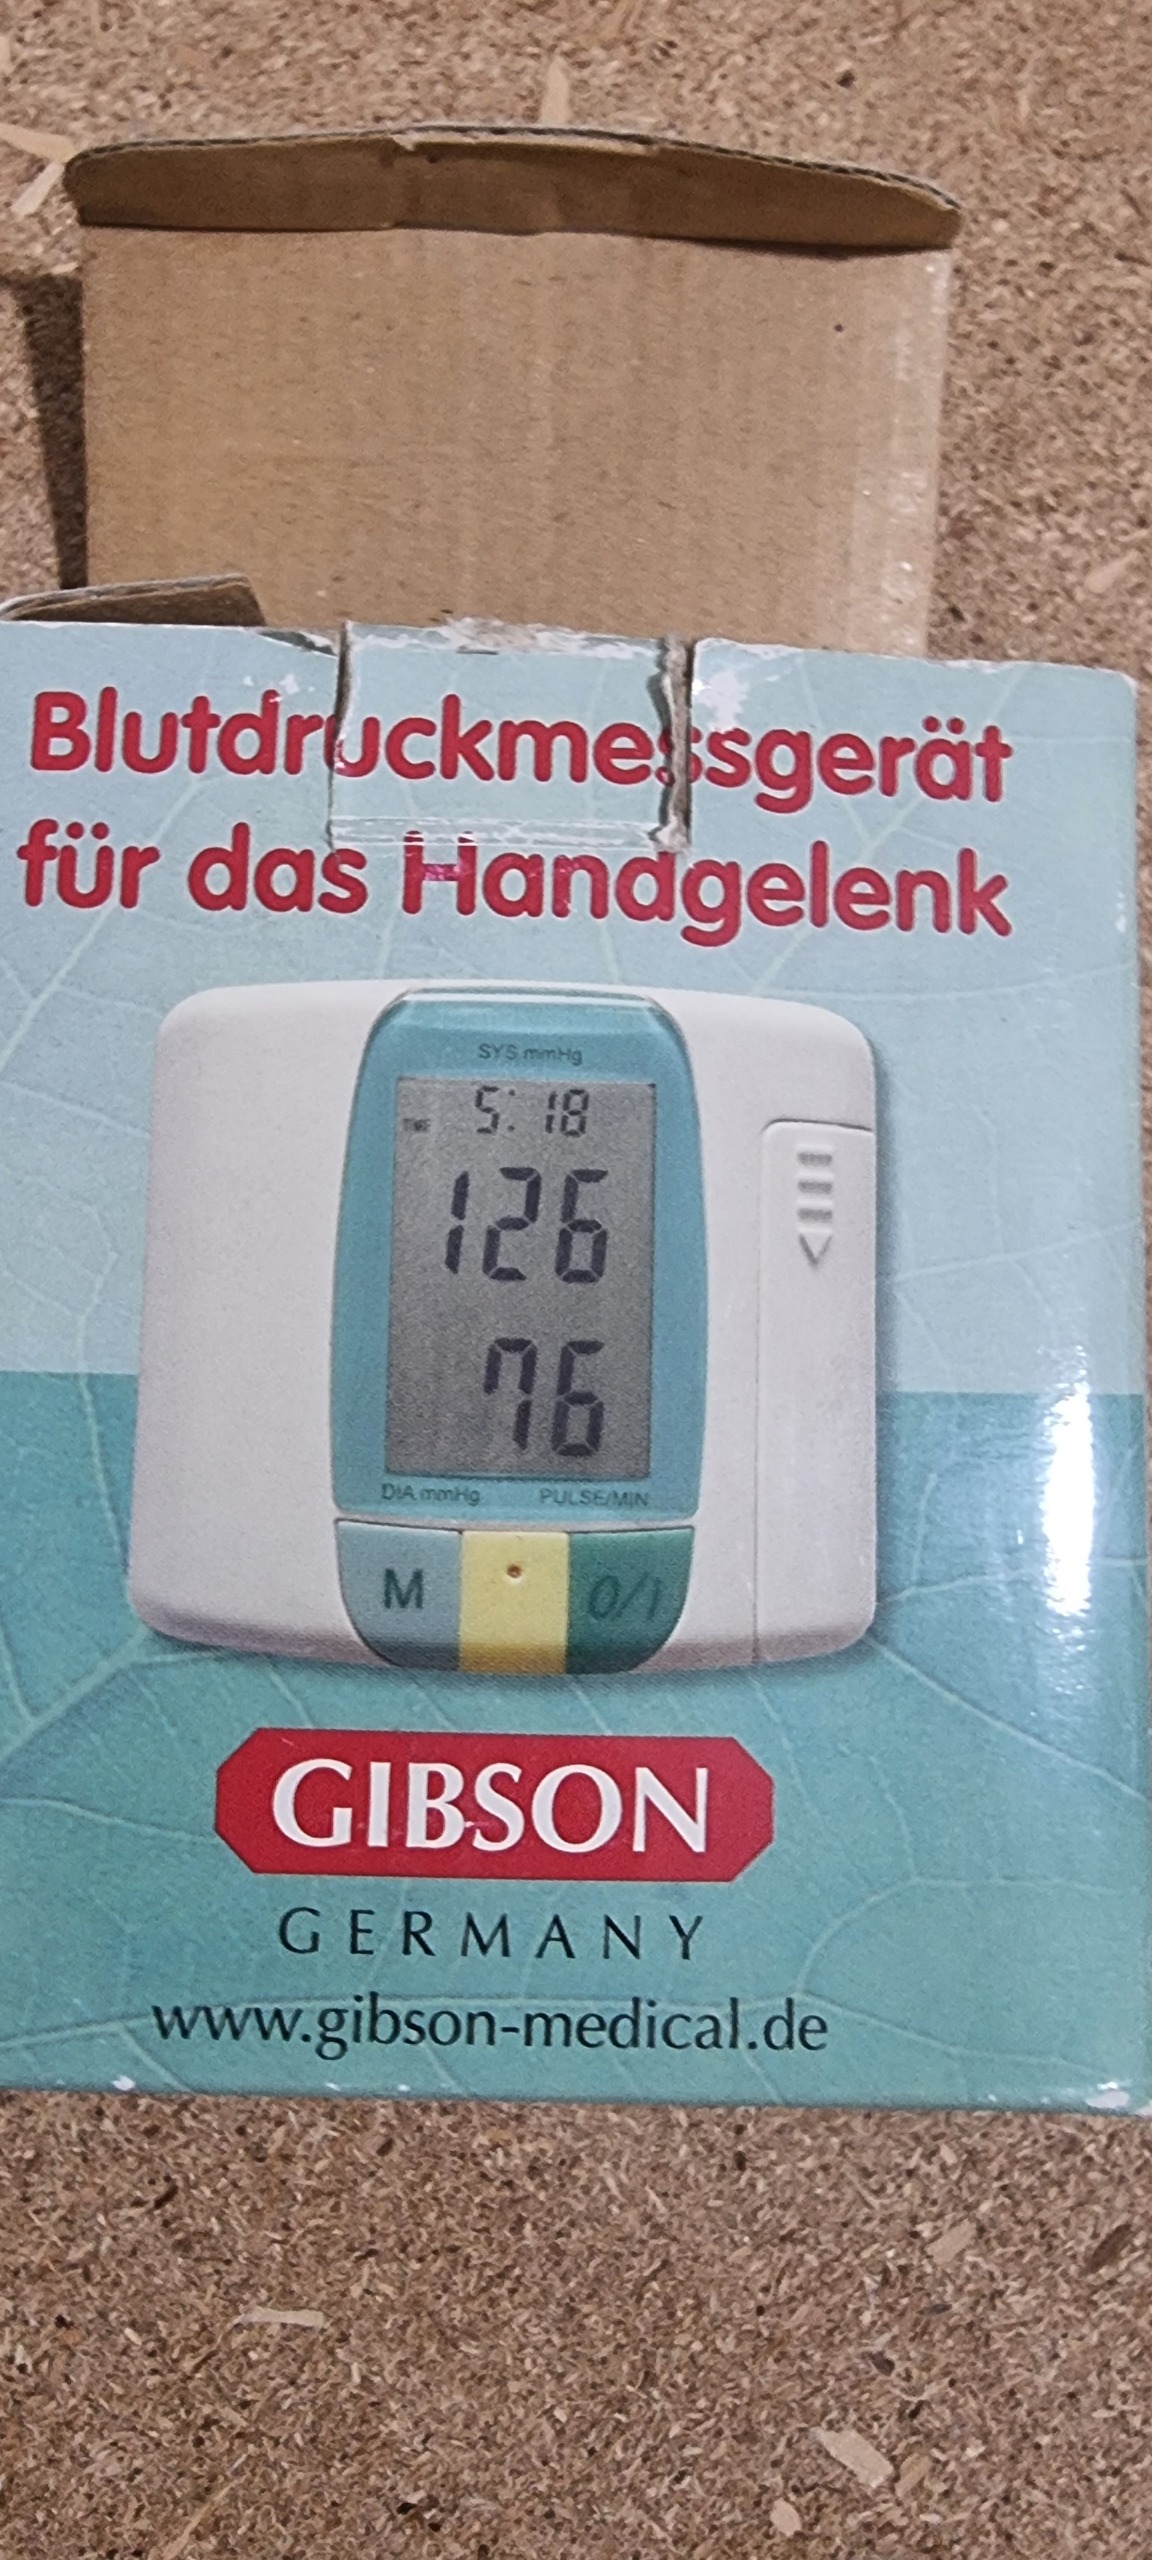 Blutdruckmessgerät
für das Handgelenk
SYS mmHg
5:18
TIME
126
76
DIA mmHg PULSE/MIN
M 0/I
GIBSON
GERMANY
www.gibson-medical.de